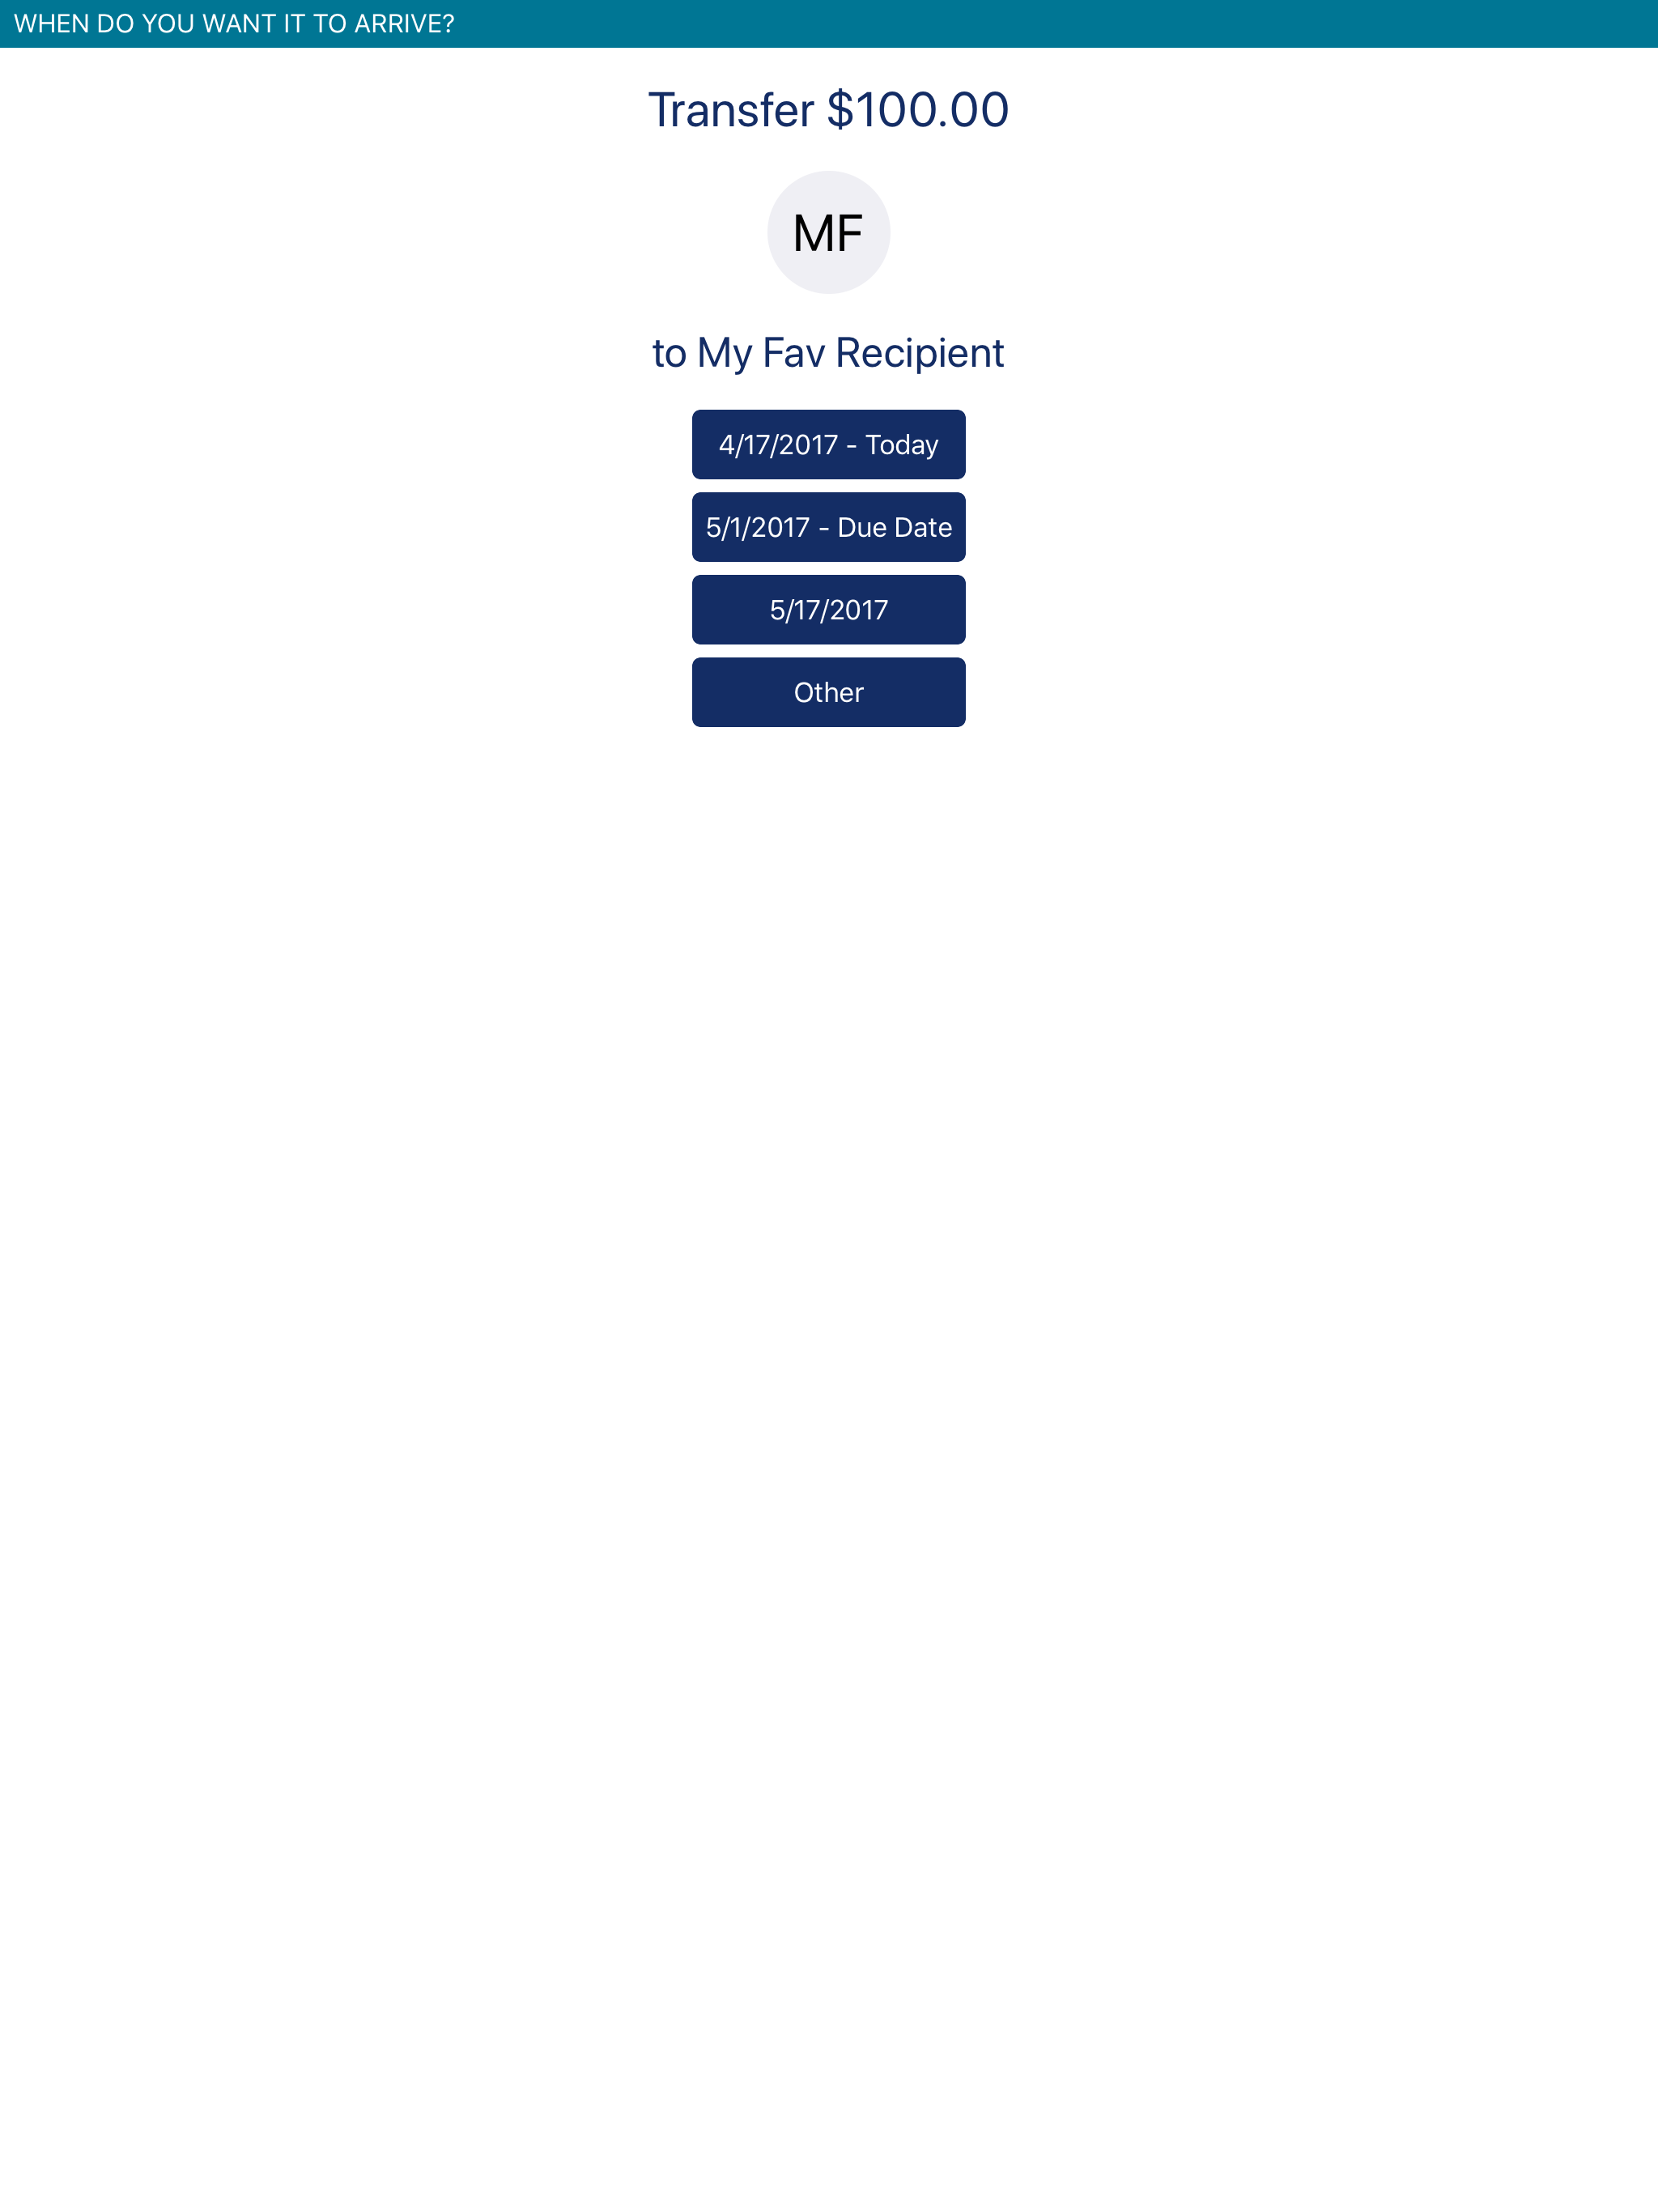 WHEN DO YOU WANT IT TO ARRIVE?
Transfer $100.00
MF
to My Fav Recipient
4/17/2017 - Today
5/1/2017 - Due Date
5/17/2017
Other